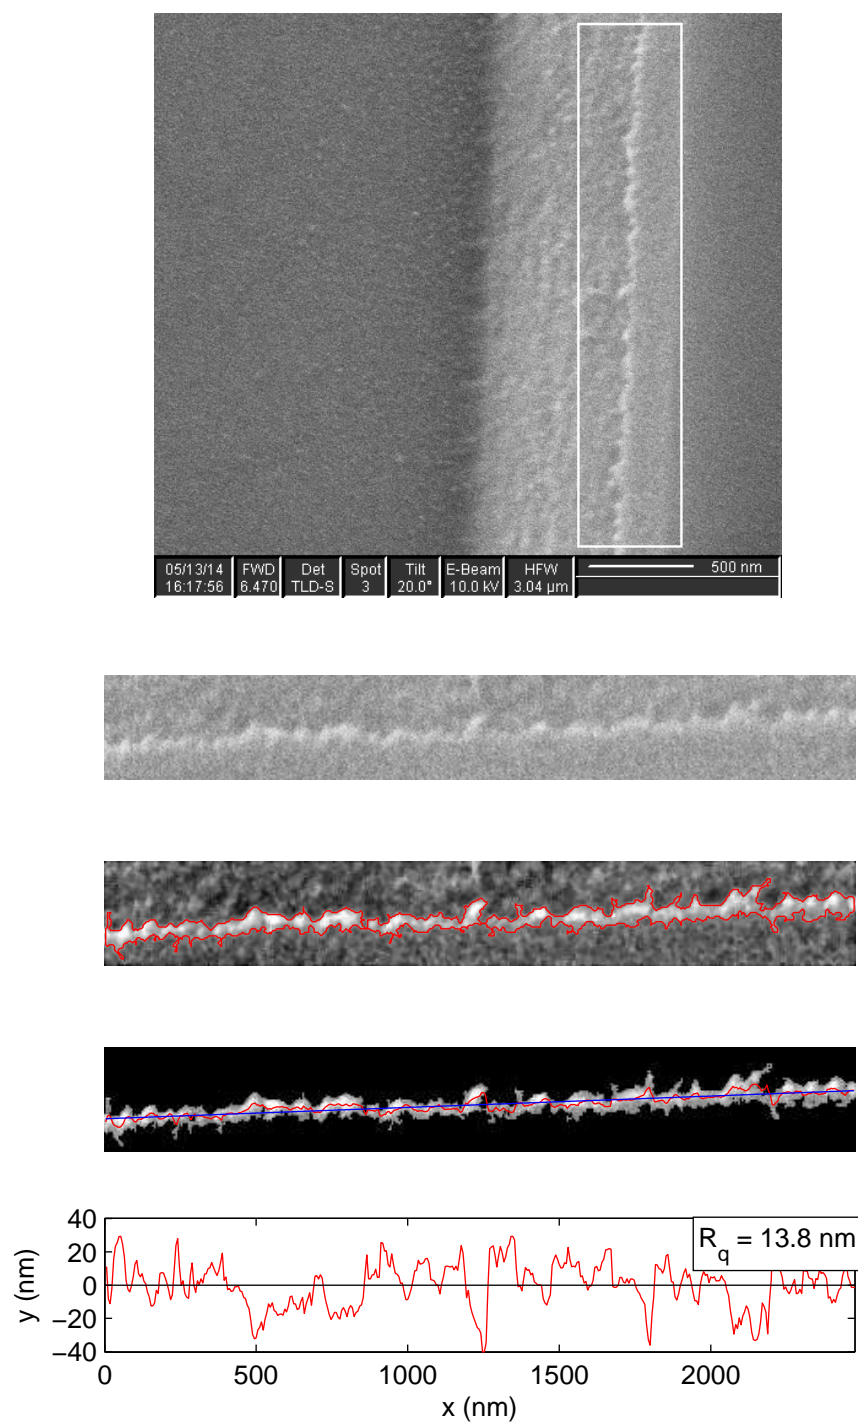 05/13/14 FWD Det Spot Tilt E-Beam HFW 500 nm
16:17:56 6.470 TLD-S 3 20.0° 10.0 kV 3.04 µm
R_q = 13.8 nm
40
20
0
−20
−40
y (nm)
0 500 1000 1500 2000
x (nm)